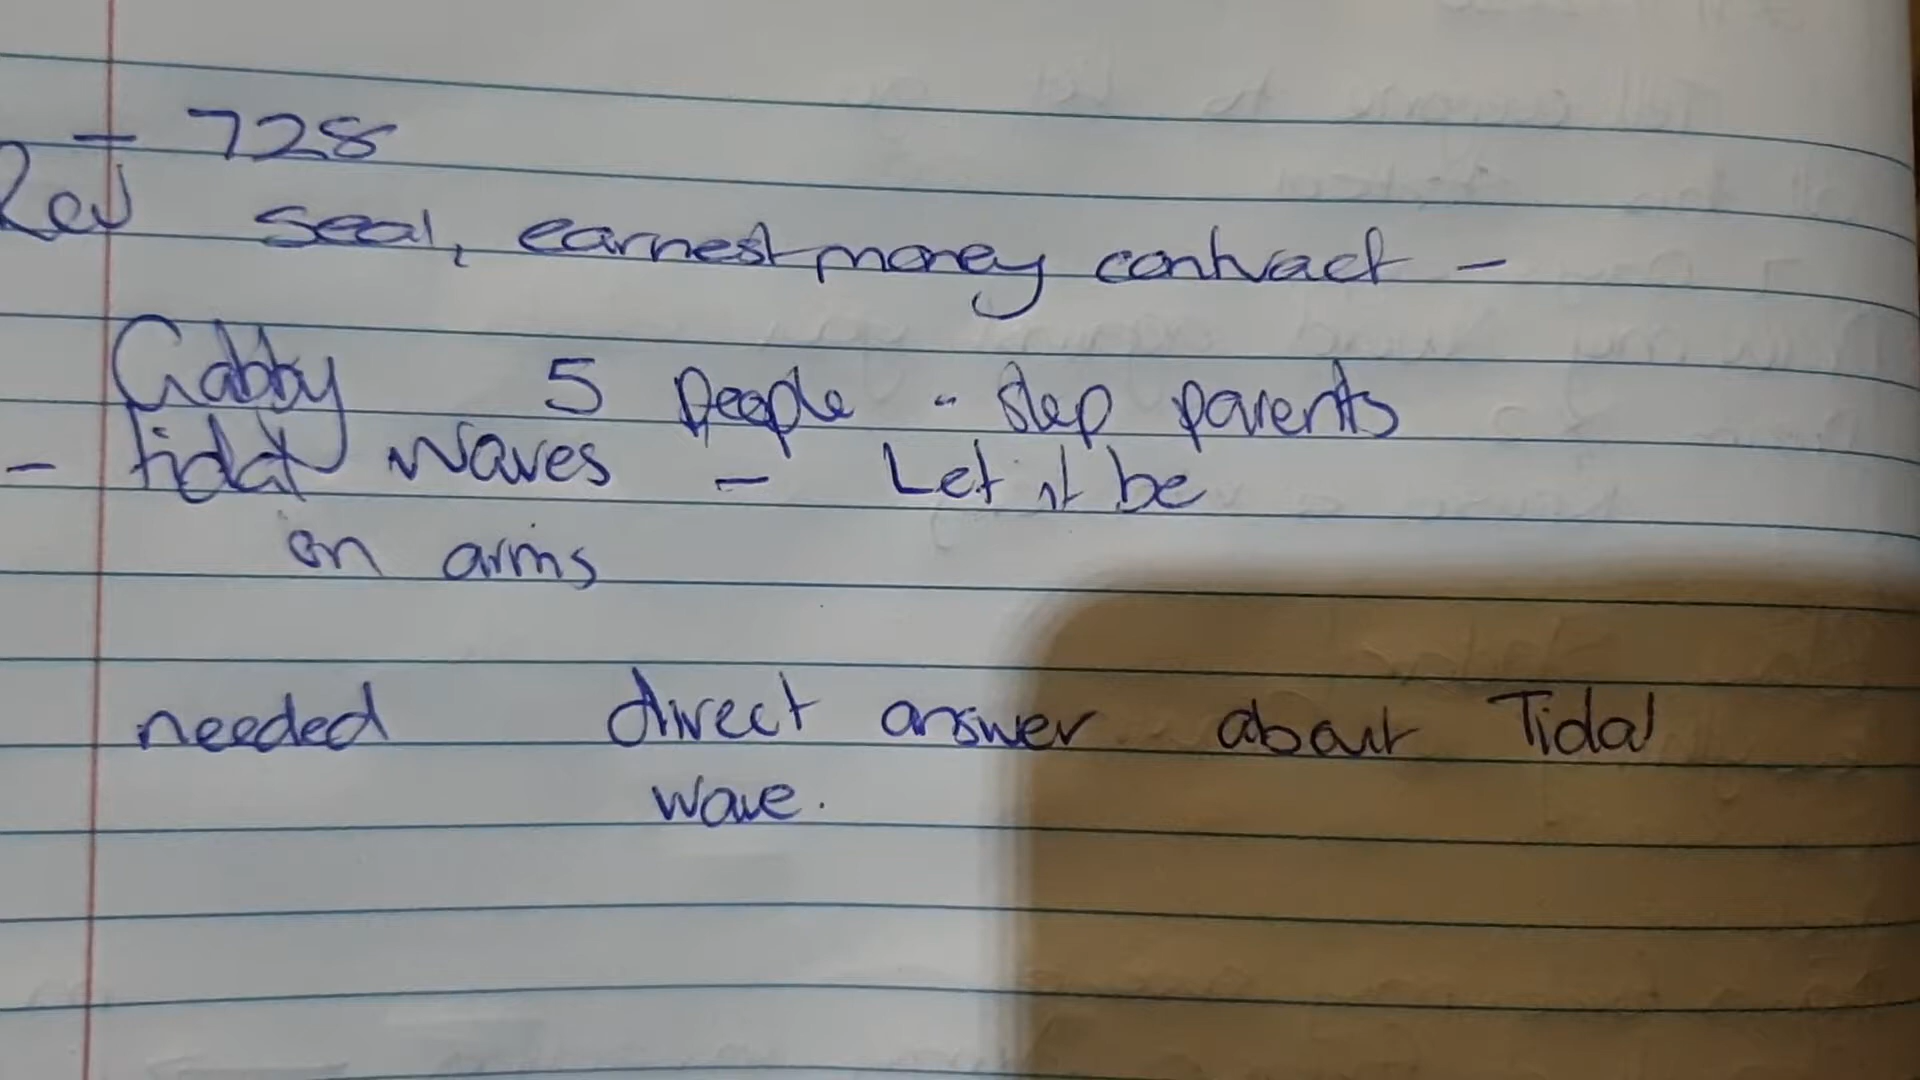 - 728
Rev seal, earnest money contract -
Gabby 5 people - step parents
- tidal waves - Let it be
on arms
needed direct answer about Tidal
wave.